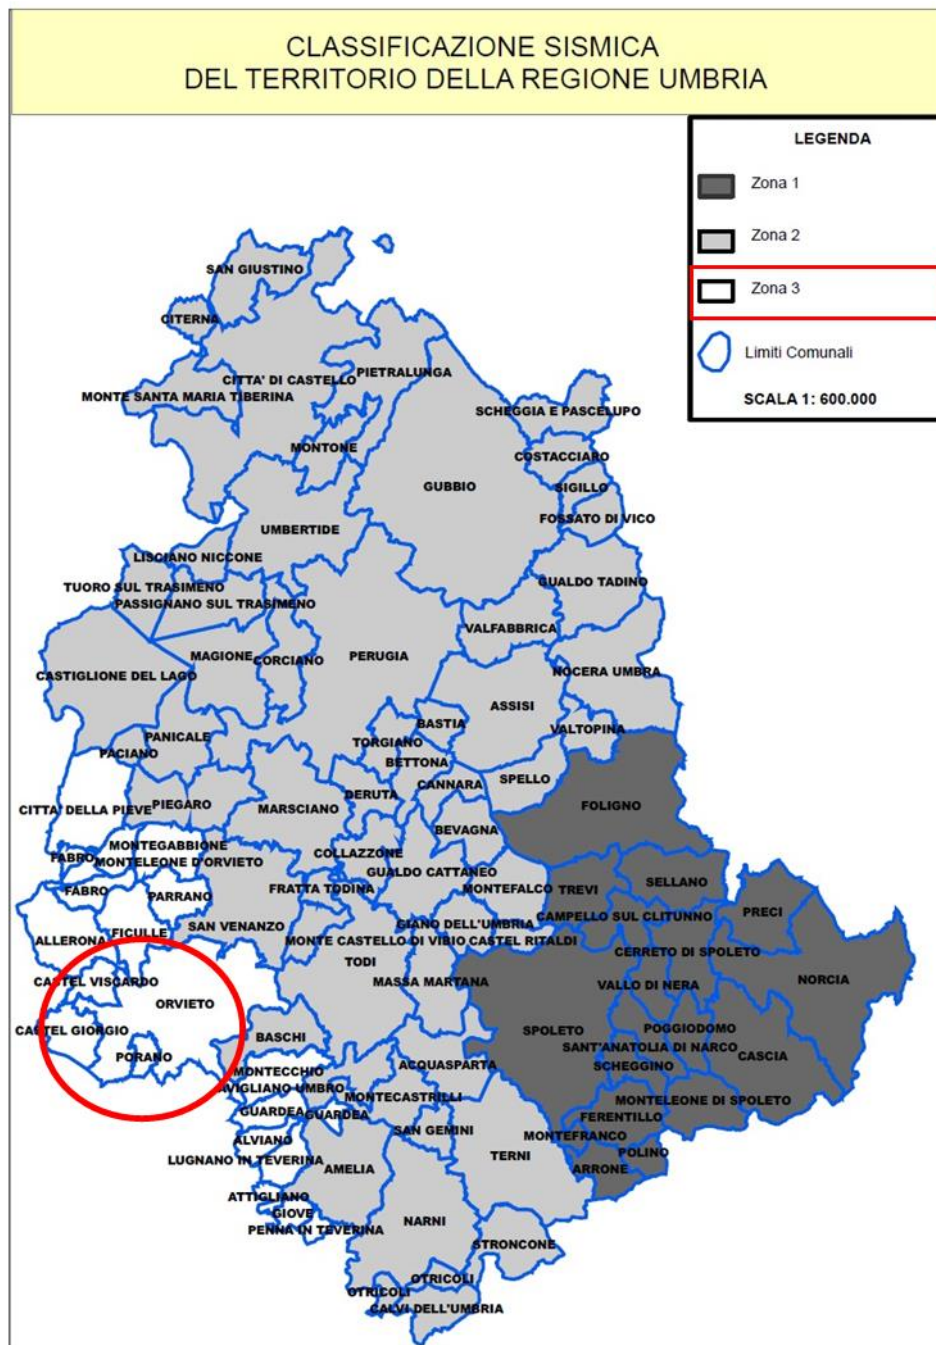 CLASSIFICAZIONE SISMICA
DEL TERRITORIO DELLA REGIONE UMBRIA
LEGENDA
Zona 1
Zona 2
Zona 3
Limiti Comunali
SCALA 1: 600.000
SAN GIUSTINO
CITERNA
CITTA' DI CASTELLO
PIETRALUNGA
MONTE SANTA MARIA TIBERINA
SCHEGGIA E PASCELUPO
MONTONE
COSTACCIARO
GUBBIO
SIGILLO
FOSSATO DI VICO
UMBERTIDE
LISCIANO NICCONE
GUALDO TADINO
TUORO SUL TRASIMENO
PASSIGNANO SUL TRASIMENO
VALFABBRICA
MAGIONE
CORCIANO
PERUGIA
NOCERA UMBRA
CASTIGLIONE DEL LAGO
ASSISI
BASTIA
VALTOPINA
PANICALE
TORGIANO
PACIANO
BETTONA
SPELLO
CANNARA
DERUTA
CITTA' DELLA PIEVE
PIEGARO
MARSCIANO
FOLIGNO
BEVAGNA
MONTEGABBIONE
COLLAZZONE
FABRO
MONTELEONE D'ORVIETO
GUALDO CATTANEO
SELLANO
FABRO
PARRANO
FRATTA TODINA
MONTEFALCO
TREVI
PRECI
CAMPELLO SUL CLITUNNO
SAN VENANZO
GIANO DELL'UMBRIA
FICULLE
ALLERONA
MONTE CASTELLO DI VIBIO
CASTEL RITALDI
CERRETO DI SPOLETO
TODI
CASTEL VISCARDO
MASSA MARTANA
VALLO DI NERA
NORCIA
ORVIETO
CASTEL GIORGIO
SPOLETO
POGGIODOMO
BASCHI
SANT'ANATOLIA DI NARCO
CASCIA
PORANO
SCHEGGINO
ACQUASPARTA
MONTECCHIO
AVIGLIANO UMBRO
MONTECASTRILLI
MONTELEONE DI SPOLETO
GUARDEA
GUARDEA
FERENTILLO
SAN GEMINI
MONTEFRANCO
ALVIANO
TERNI
POLINO
LUGNANO IN TEVERINA
AMELIA
ARRONE
ATTIGLIANO
GIOVE
NARNI
PENNA IN TEVERINA
STRONCONE
OTRICOLI
OTRICOLI
CALVI DELL'UMBRIA